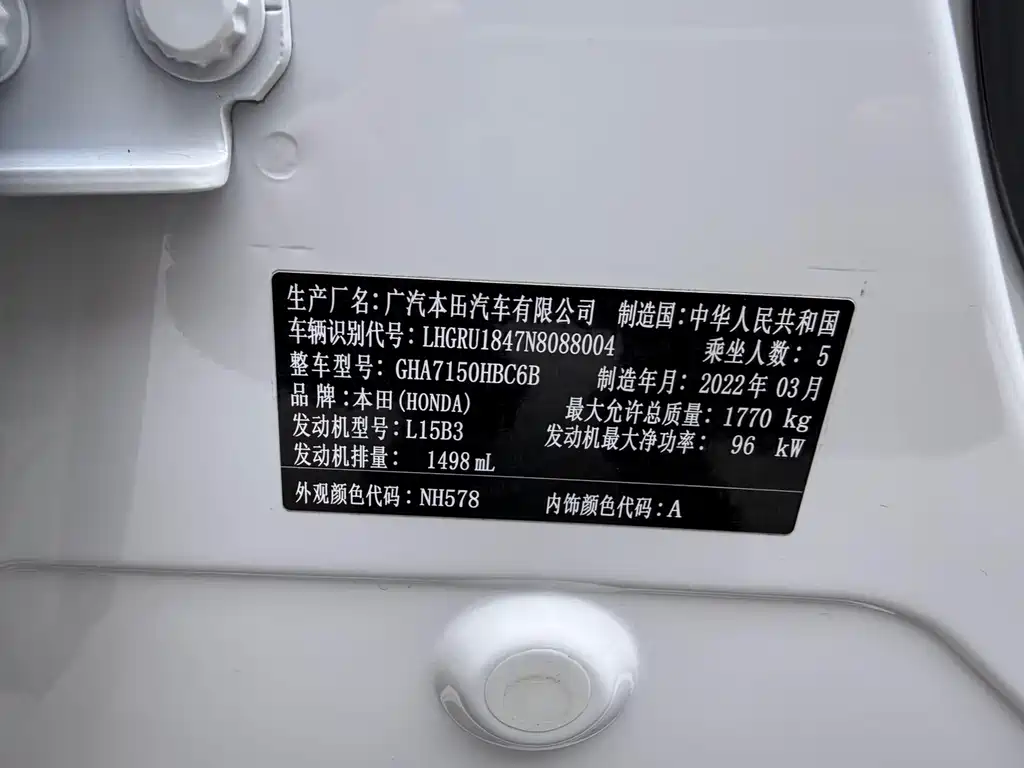 生产厂名：广汽本田汽车有限公司 制造国：中华人民共和国
车辆识别代号：LHGRU1847N8088004 乘坐人数：5
整车型号：GHA7150HBC6B 制造年月：2022年03月
品牌：本田(HONDA) 最大允许总质量：1770 kg
发动机型号：L15B3 发动机最大净功率：96 kW
发动机排量：1498 mL
外观颜色代码：NH578 内饰颜色代码：A